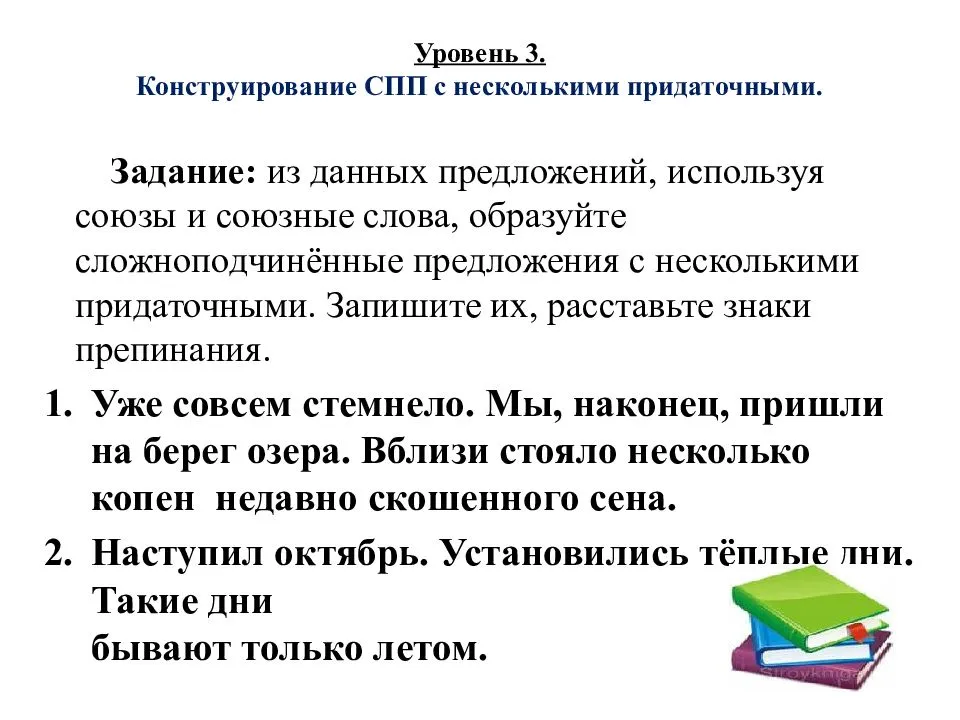 Уровень 3.
Конструирование СПП с несколькими придаточными.
Задание: из данных предложений, используя
союзы и союзные слова, образуйте
сложноподчинённые предложения с несколькими
придаточными. Запишите их, расставьте знаки
препинания.
1. Уже совсем стемнело. Мы, наконец, пришли
на берег озера. Вблизи стояло несколько
копен недавно скошенного сена.
2. Наступил октябрь. Установились тёплые дни.
Такие дни
бывают только летом.